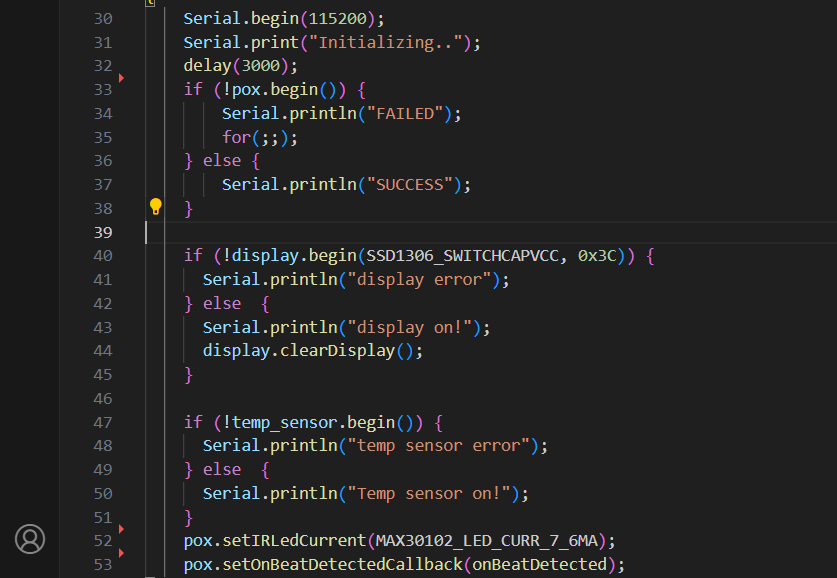 30 Serial.begin(115200);
31 Serial.print("Initializing..");
32 delay(3000);
33 if (!pox.begin()) {
34 Serial.println("FAILED");
35 for(;;);
36 } else {
37 Serial.println("SUCCESS");
38 }
39
40 if (!display.begin(SSD1306_SWITCHCAPVCC, 0x3C)) {
41 Serial.println("display error");
42 } else  {
43 Serial.println("display on!");
44 display.clearDisplay();
45 }
46
47 if (!temp_sensor.begin()) {
48 Serial.println("temp sensor error");
49 } else  {
50 Serial.println("Temp sensor on!");
51 }
52 pox.setIRLedCurrent(MAX30102_LED_CURR_7_6MA);
53 pox.setOnBeatDetectedCallback(onBeatDetected);